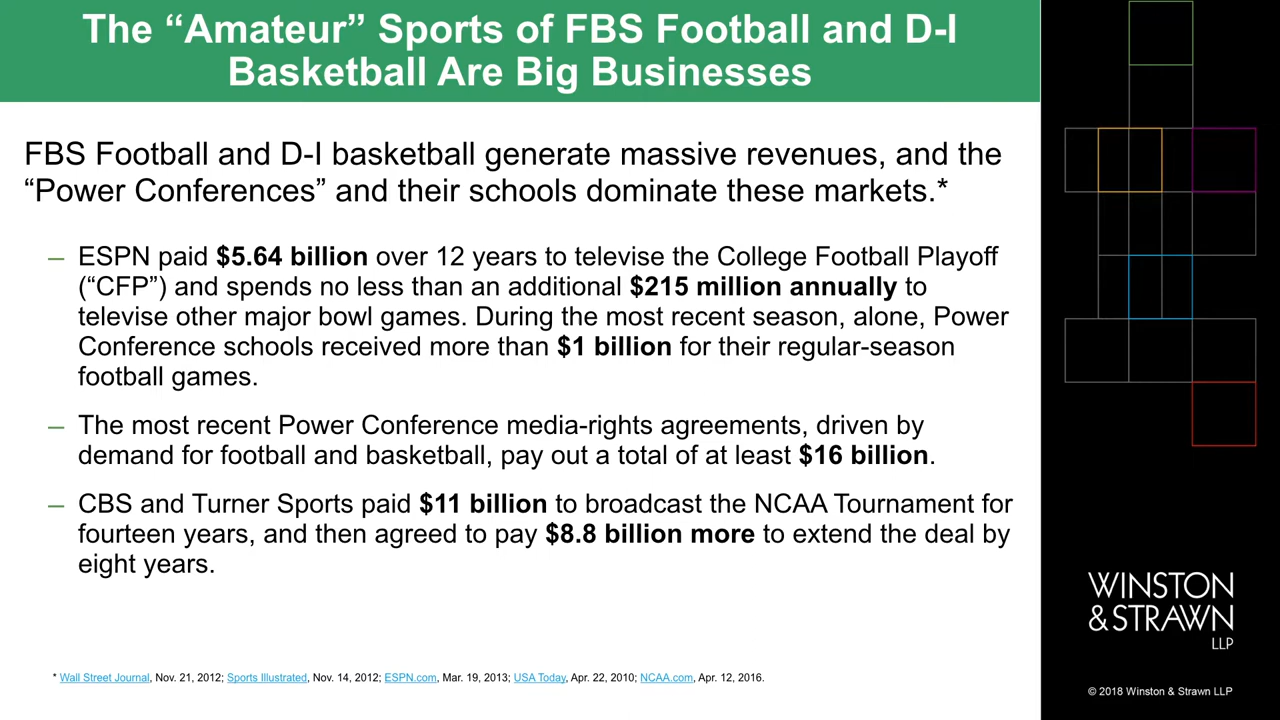 The “Amateur” Sports of FBS Football and D-I
Basketball Are Big Businesses
FBS Football and D-I basketball generate massive revenues, and the
“Power Conferences” and their schools dominate these markets.*
– ESPN paid $5.64 billion over 12 years to televise the College Football Playoff
(“CFP”) and spends no less than an additional $215 million annually to
televise other major bowl games. During the most recent season, alone, Power
Conference schools received more than $1 billion for their regular-season
football games.
– The most recent Power Conference media-rights agreements, driven by
demand for football and basketball, pay out a total of at least $16 billion.
– CBS and Turner Sports paid $11 billion to broadcast the NCAA Tournament for
fourteen years, and then agreed to pay $8.8 billion more to extend the deal by
eight years.
* Wall Street Journal, Nov. 21, 2012; Sports Illustrated, Nov. 14, 2012; ESPN.com, Mar. 19, 2013; USA Today, Apr. 22, 2010; NCAA.com, Apr. 12, 2016.
WINSTON
& STRAWN
LLP
© 2018 Winston & Strawn LLP